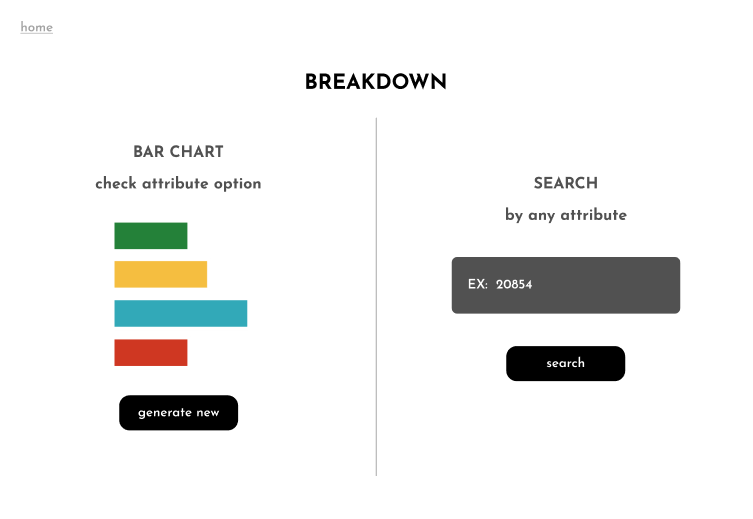 home
BREAKDOWN
BAR CHART
check attribute option
generate new
SEARCH
by any attribute
EX: 20854
search